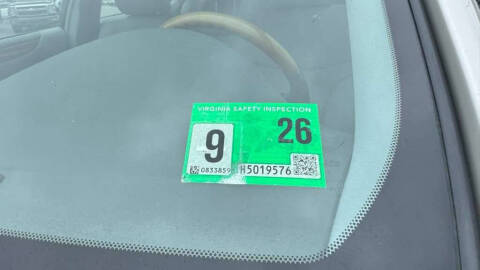 VIRGINIA SAFETY INSPECTION
9 26
0833859 H5019576